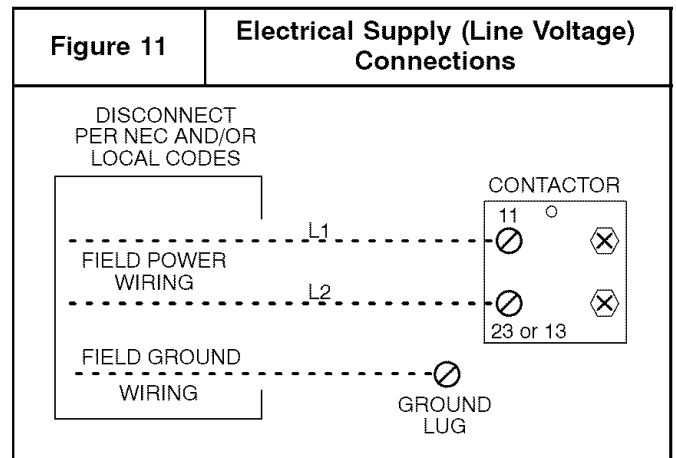 Figure 11
Electrical Supply (Line Voltage)
Connections
DISCONNECT
PER NEC AND/OR
LOCAL CODES
CONTACTOR
11
L1
FIELD POWER
WIRING
L2
23 or 13
FIELD GROUND
WIRING
GROUND
LUG